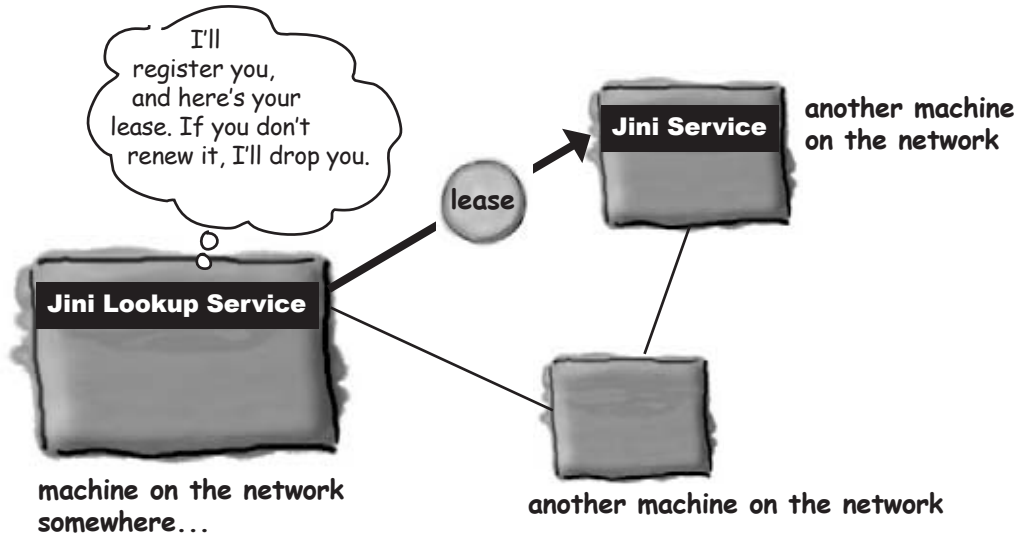 I'll
register you,
and here's your
lease. If you don't
renew it, I'll drop you.
Jini Service
another machine
on the network
lease
Jini Lookup Service
machine on the network
somewhere...
another machine on the network